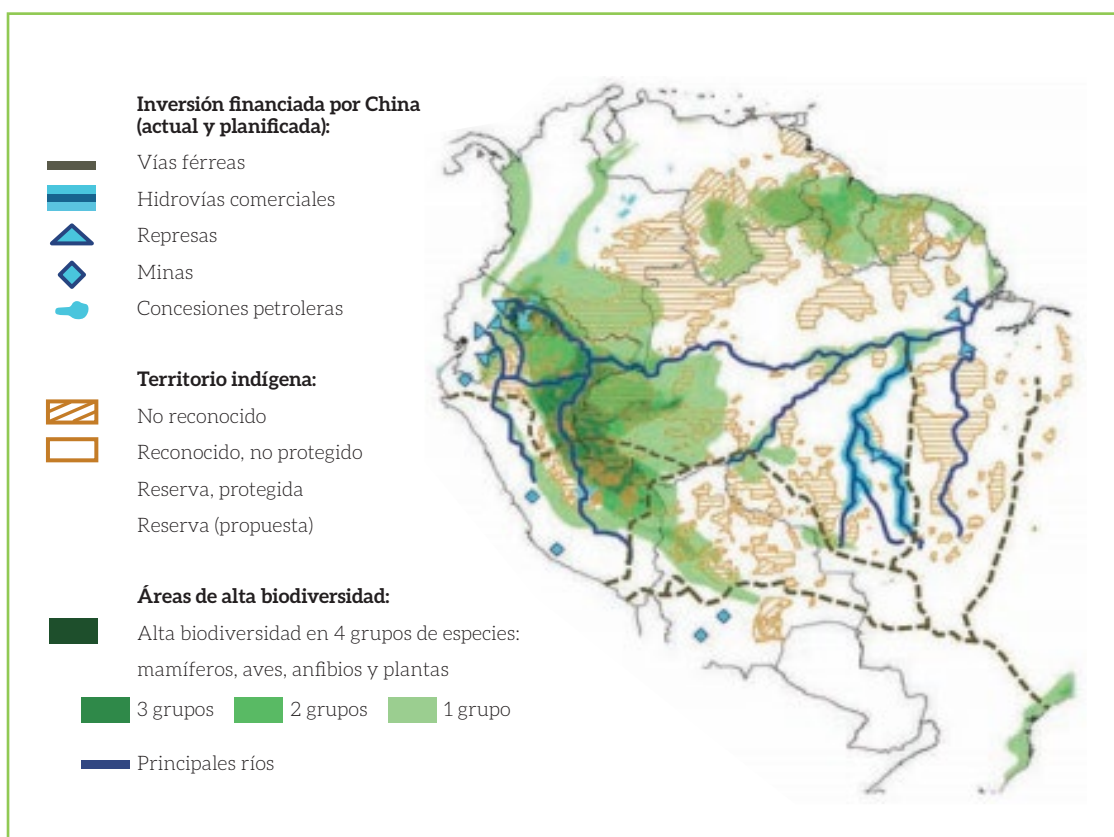 Inversión financiada por China
(actual y planificada):
Vías férreas
Hidrovías comerciales
Represas
Minas
Concesiones petroleras
Territorio indígena:
No reconocido
Reconocido, no protegido
Reserva, protegida
Reserva (propuesta)
Áreas de alta biodiversidad:
Alta biodiversidad en 4 grupos de especies:
mamíferos, aves, anfibios y plantas
3 grupos 2 grupos 1 grupo
Principales ríos